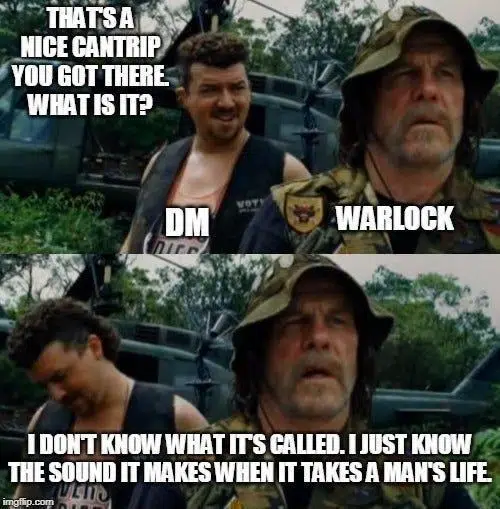 THAT'S A
NICE CANTRIP
YOU GOT THERE.
WHAT IS IT?
DM
WARLOCK
I DON'T KNOW WHAT IT'S CALLED. I JUST KNOW
THE SOUND IT MAKES WHEN IT TAKES A MAN'S LIFE.
imgflip.com